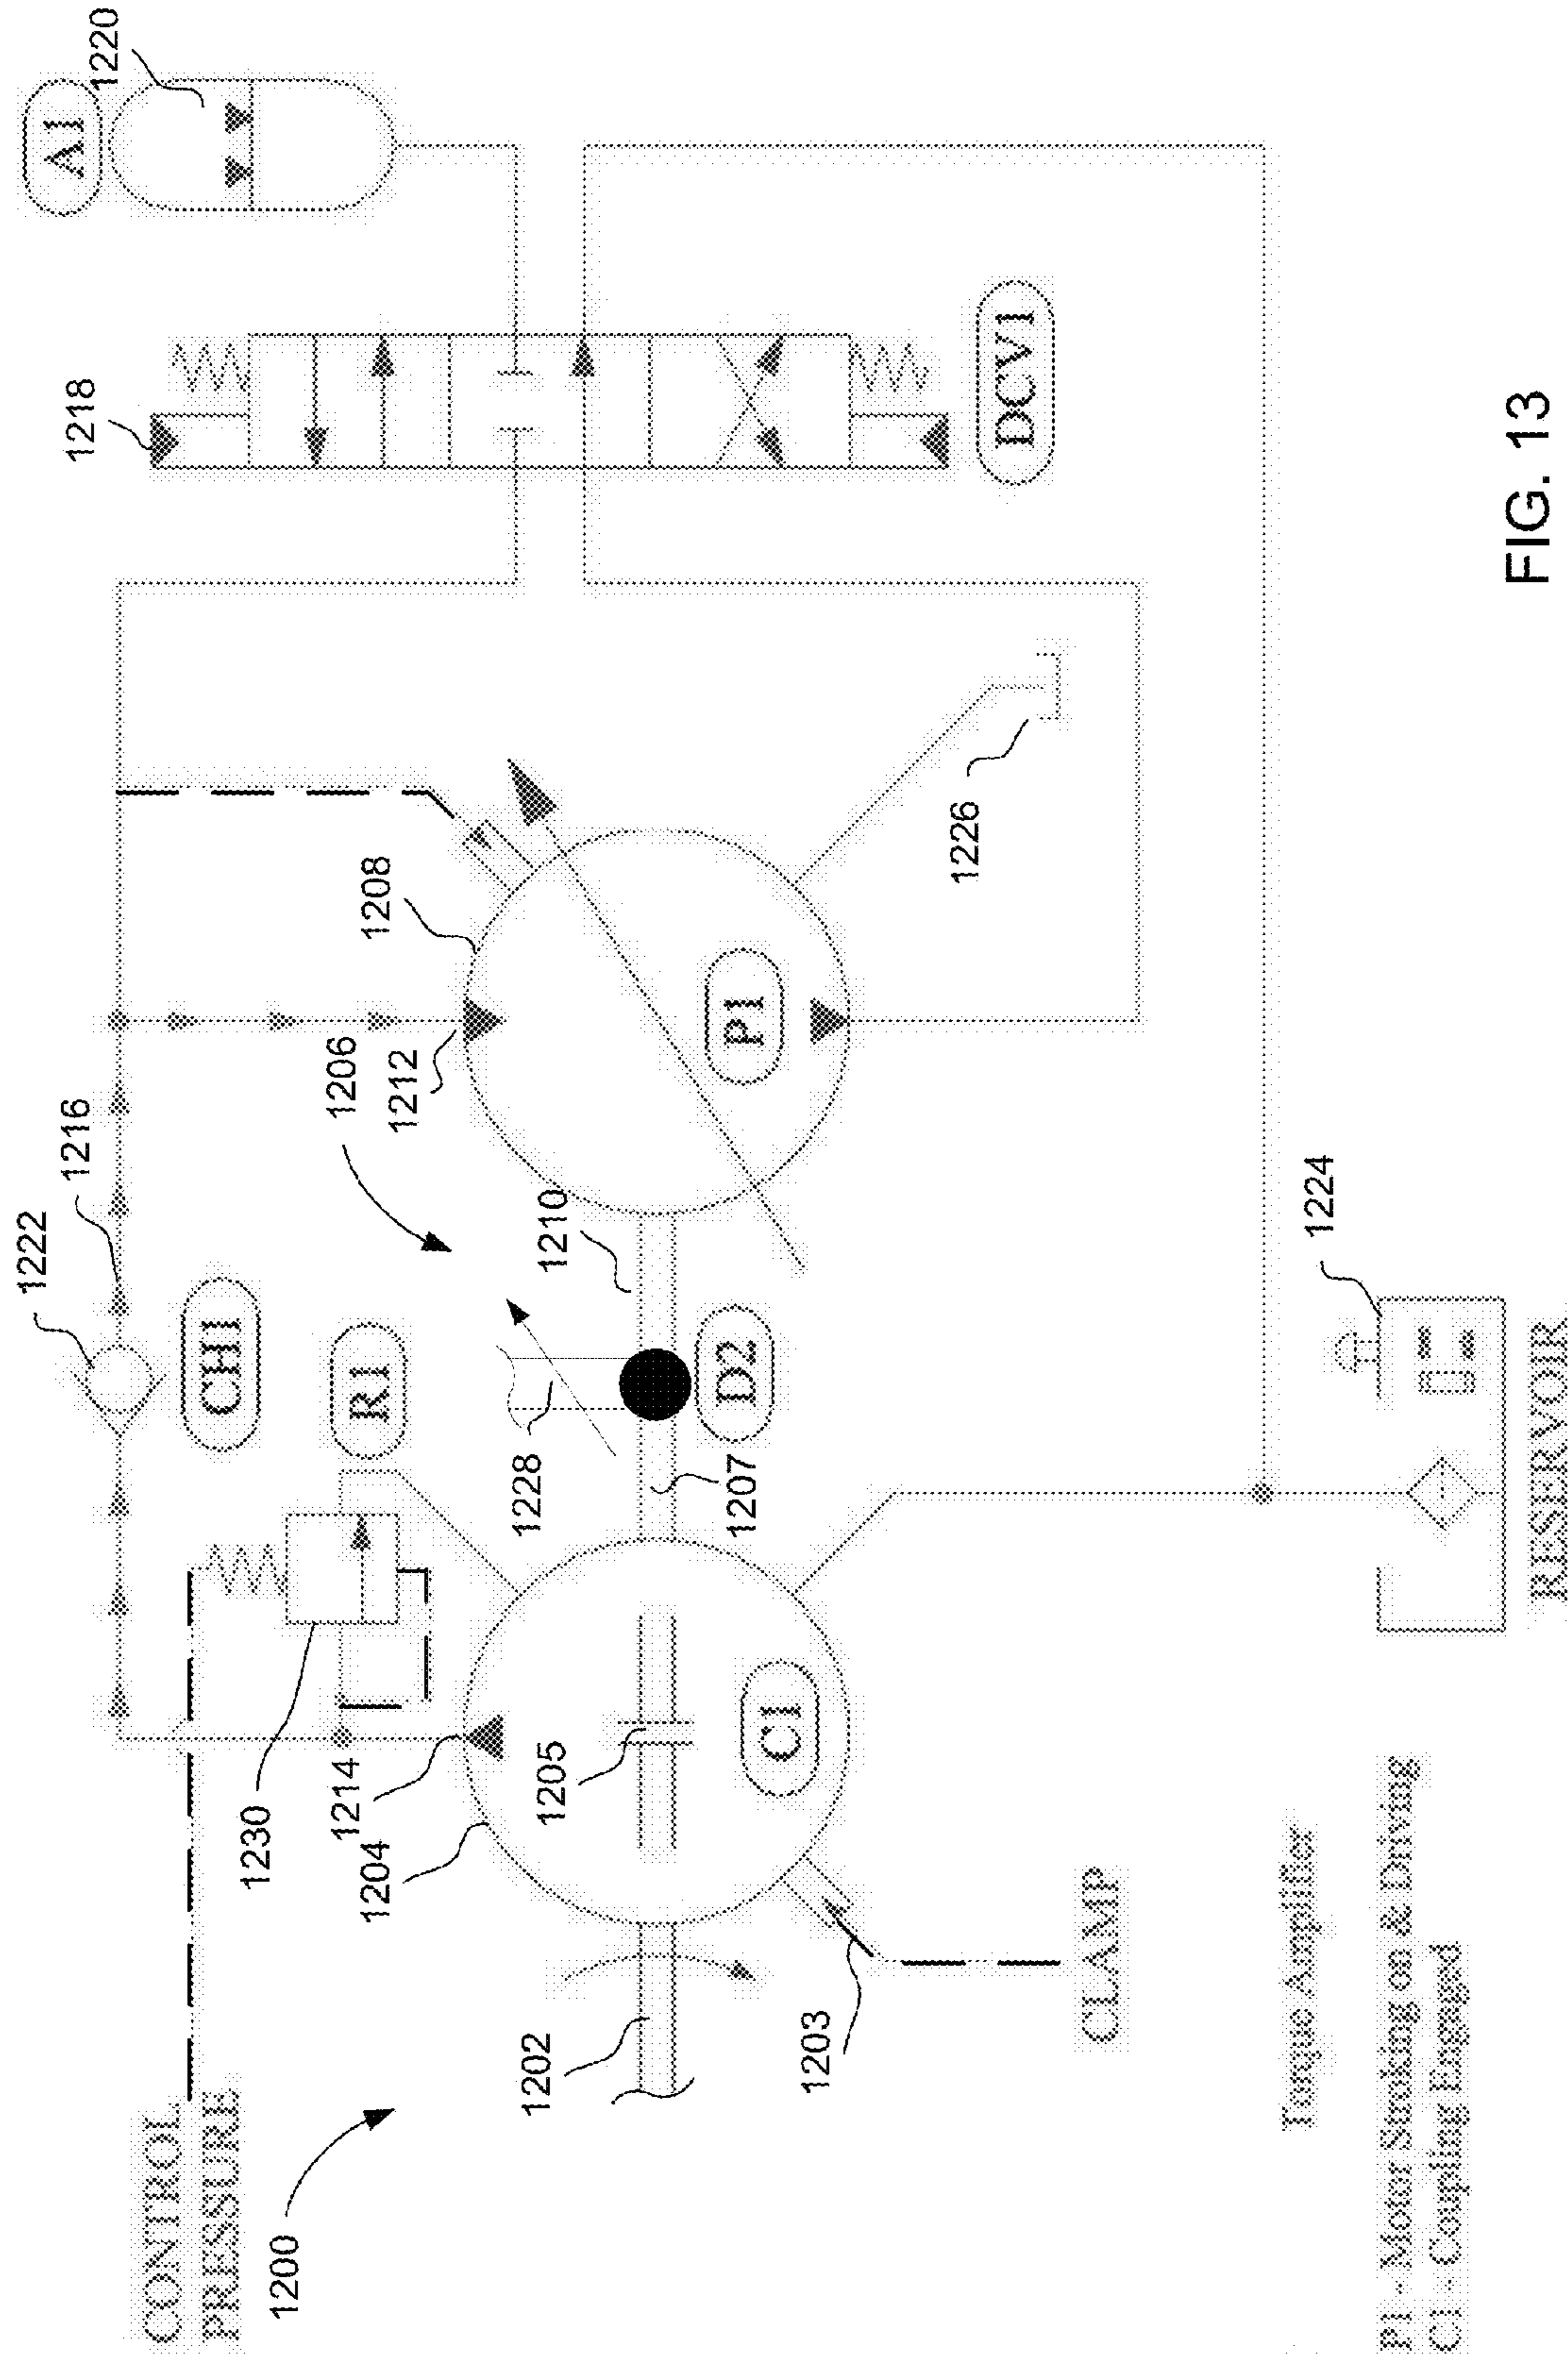 CONTROL
PRESSURE
1200
1202
1203
CLAMP
1204
1214
1230
1205
C1
R1
1222
CH1
1216
1228
1207
D2
1210
1206
1212
1208
P1
1226
1218
DCV1
A1
1220
1224
RESERVOIR
Torque Amplifier
P1 - Motor Stroking on & Driving
C1 - Coupling Engaged
FIG. 13